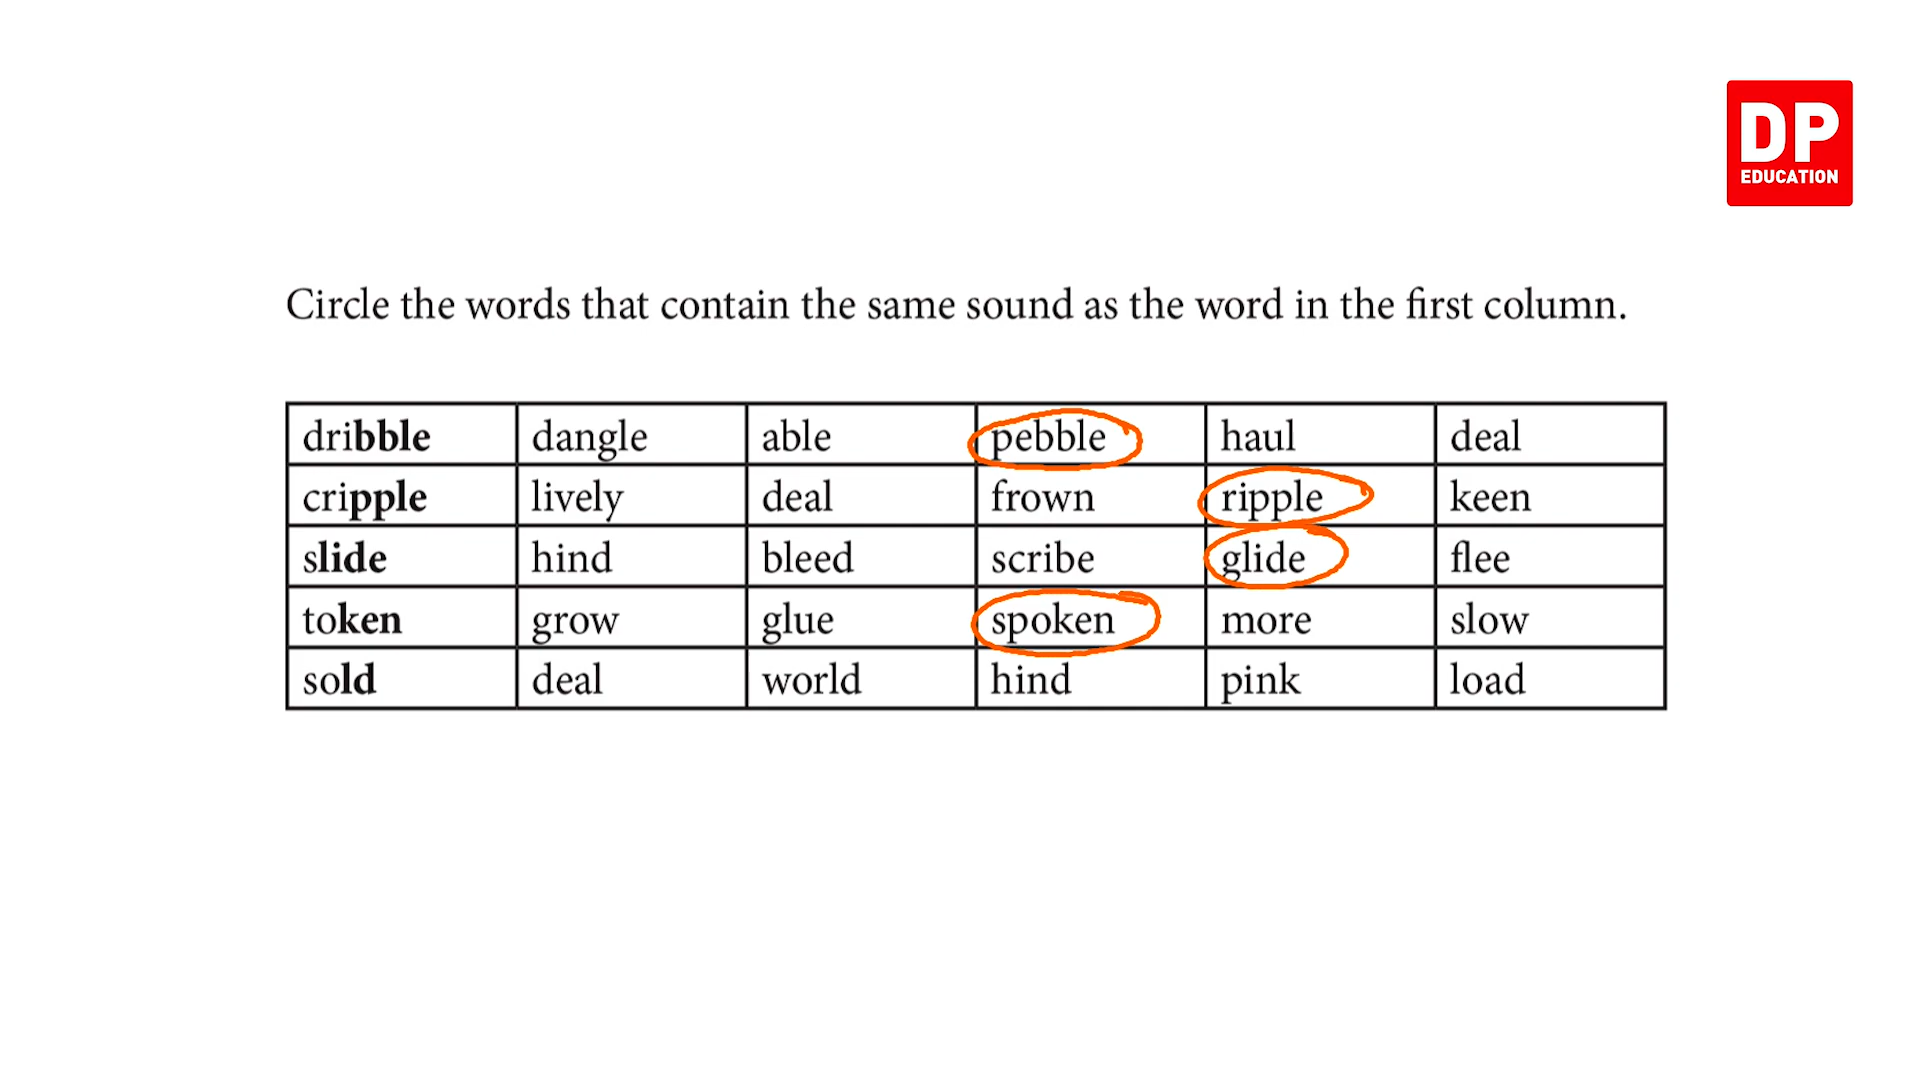 DP
EDUCATION
Circle the words that contain the same sound as the word in the first column.
dribble dangle able pebble haul deal
cripple lively deal frown ripple keen
slide hind bleed scribe glide flee
token grow glue spoken more slow
sold deal world hind pink load